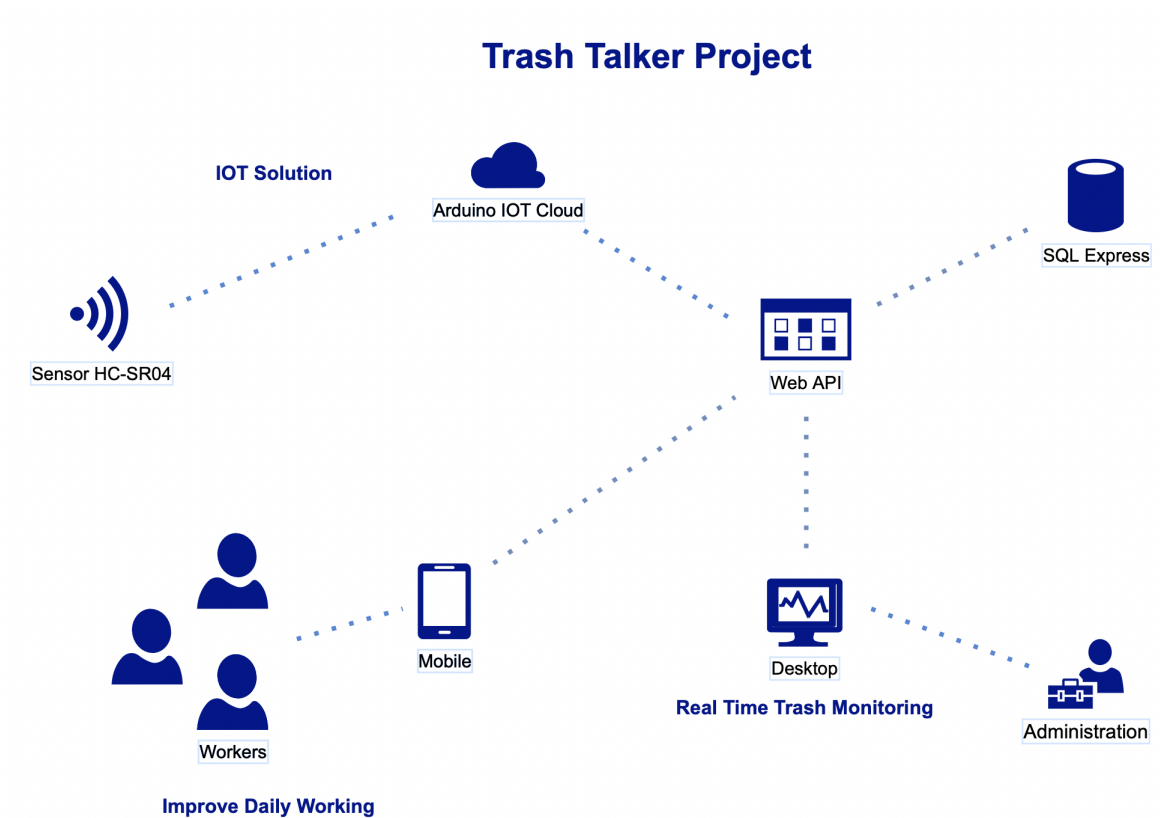 Trash Talker Project
IOT Solution
Arduino IOT Cloud
SQL Express
Sensor HC-SR04
Web API
Mobile
Desktop
Real Time Trash Monitoring
Administration
Workers
Improve Daily Working